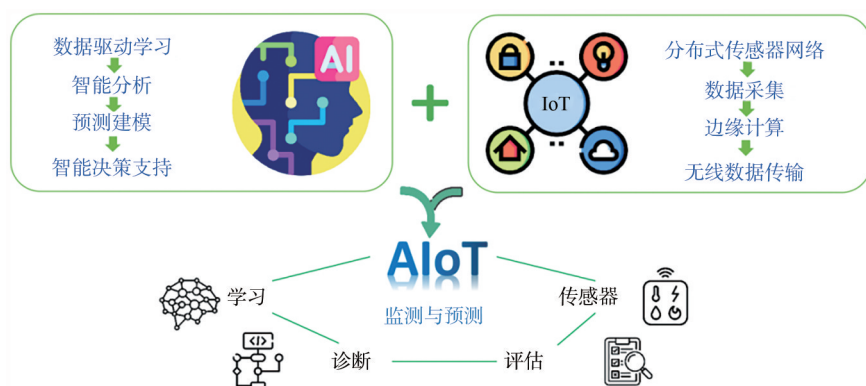 数据驱动学习
智能分析
预测建模
智能决策支持
AI
IoT
分布式传感器网络
数据采集
边缘计算
无线数据传输
AIoT
监测与预测
学习
传感器
</>
诊断
评估